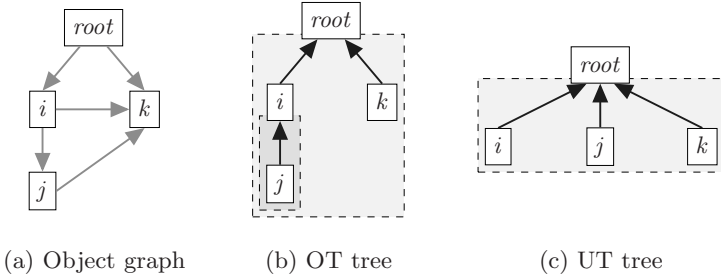 root
i
k
j
root
i
k
j
root
i
j
k
(a) Object graph
(b) OT tree
(c) UT tree